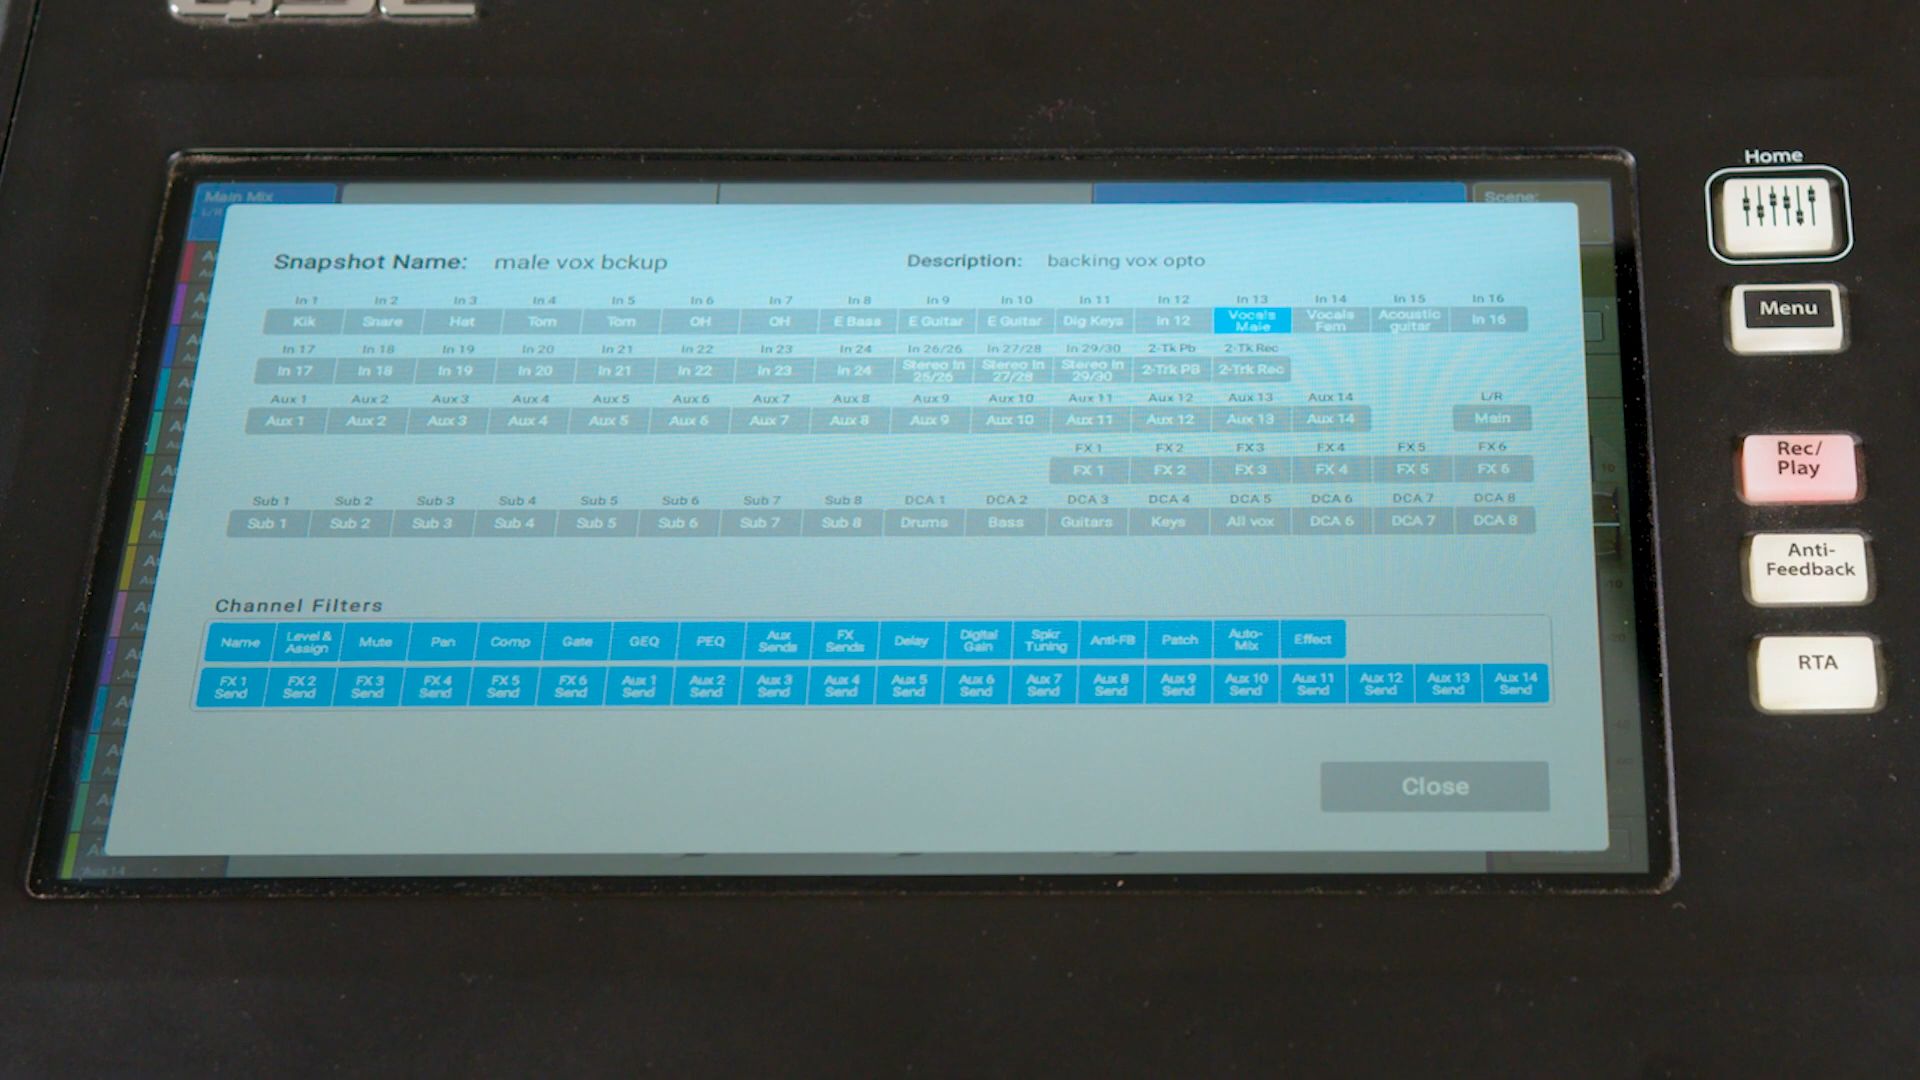 QSC
Home
Main Mix
L/R
Scene:
Snapshot Name: male vox bckup
Description: backing vox opto
In 1 In 2 In 3 In 4 In 5 In 6 In 7 In 8 In 9 In 10 In 11 In 12 In 13 In 14 In 15 In 16
Kik Snare Hat Tom Tom OH OH E Bass E Guitar E Guitar Dig Keys In 12 Vocals Male Vocals Fem Acoustic guitar In 16
In 17 In 18 In 19 In 20 In 21 In 22 In 23 In 24 In 26/26 In 27/28 In 29/30 2-Tk Pb 2-Tk Rec
In 17 In 18 In 19 In 20 In 21 In 22 In 23 In 24 Stereo In 25/26 Stereo In 27/28 Stereo In 29/30 2-Trk PB 2-Trk Rec
Aux 1 Aux 2 Aux 3 Aux 4 Aux 5 Aux 6 Aux 7 Aux 8 Aux 9 Aux 10 Aux 11 Aux 12 Aux 13 Aux 14 L/R
Aux 1 Aux 2 Aux 3 Aux 4 Aux 5 Aux 6 Aux 7 Aux 8 Aux 9 Aux 10 Aux 11 Aux 12 Aux 13 Aux 14 Main
FX 1 FX 2 FX 3 FX 4 FX 5 FX 6
FX 1 FX 2 FX 3 FX 4 FX 5 FX 6
Sub 1 Sub 2 Sub 3 Sub 4 Sub 5 Sub 6 Sub 7 Sub 8 DCA 1 DCA 2 DCA 3 DCA 4 DCA 5 DCA 6 DCA 7 DCA 8
Sub 1 Sub 2 Sub 3 Sub 4 Sub 5 Sub 6 Sub 7 Sub 8 Drums Bass Guitars Keys All vox DCA 6 DCA 7 DCA 8
Channel Filters
Name Level & Assign Mute Pan Comp Gate GEQ PEQ Aux Sends FX Sends Delay Digital Gain Spkr Tuning Anti-FB Patch Auto-Mix Effect
FX 1 Send FX 2 Send FX 3 Send FX 4 Send FX 5 Send FX 6 Send Aux 1 Send Aux 2 Send Aux 3 Send Aux 4 Send Aux 5 Send Aux 6 Send Aux 7 Send Aux 8 Send Aux 9 Send Aux 10 Send Aux 11 Send Aux 12 Send Aux 13 Send Aux 14 Send
Close
Aux 14
Menu
Rec/
Play
Anti-
Feedback
RTA